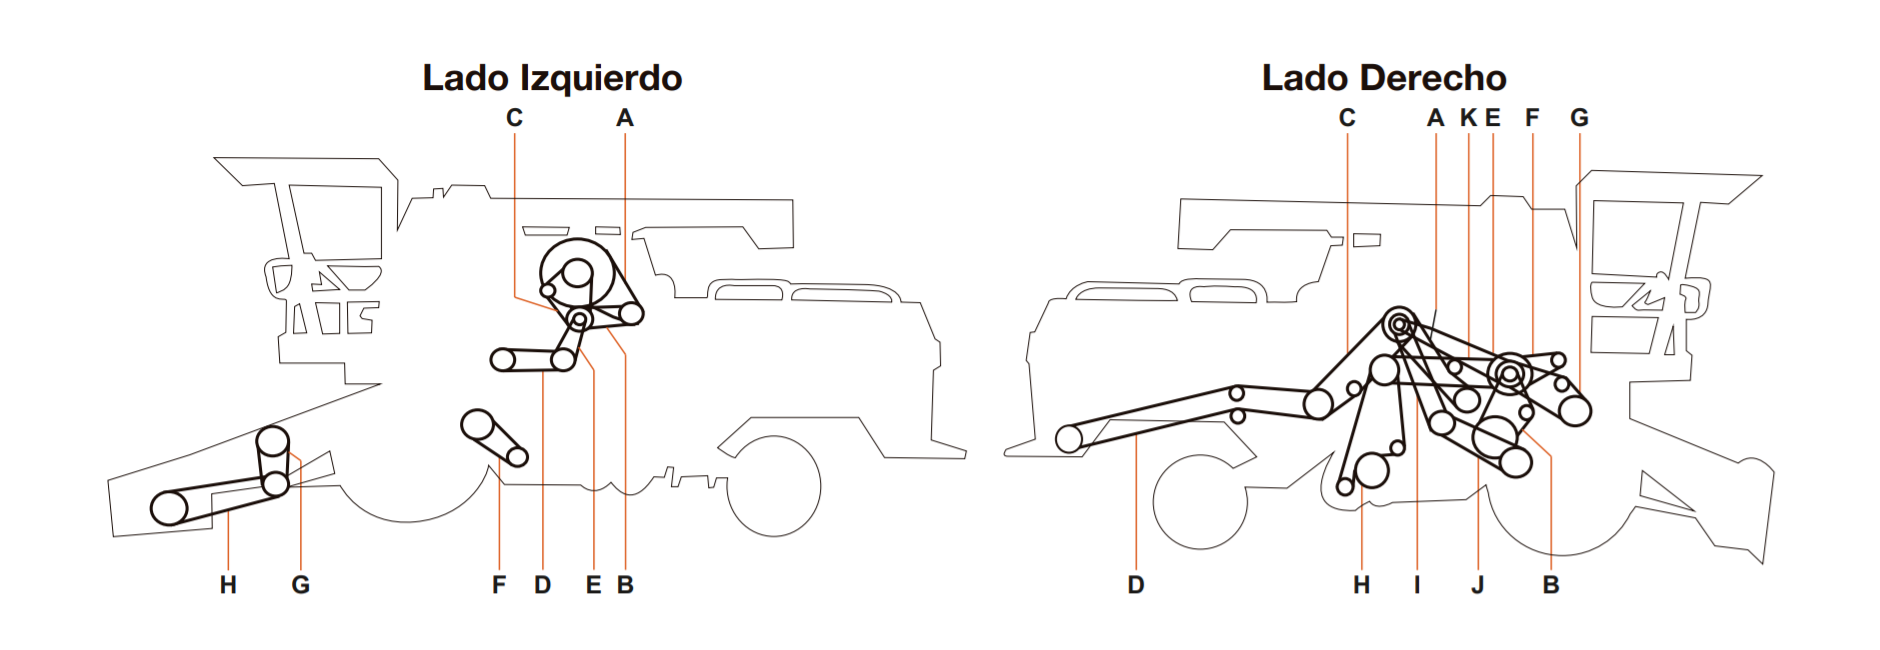 Lado Izquierdo
C A
H G F D E B
Lado Derecho
C A K E F G
D H I J B